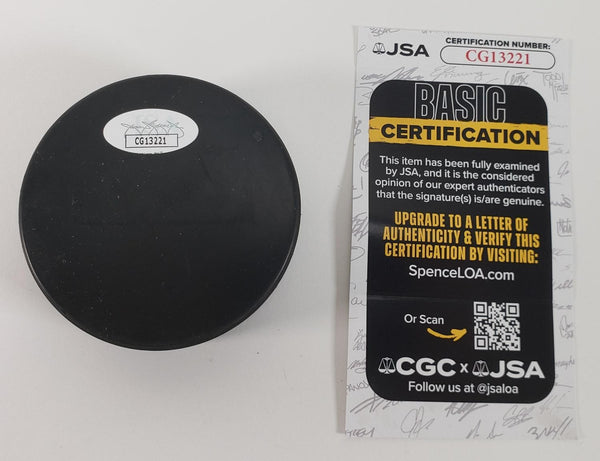 CG13221
JSA
CERTIFICATION NUMBER:
CG13221
BASIC
CERTIFICATION
This item has been fully examined
by JSA, and it is the considered
opinion of our expert authenticators
that the signature(s) is/are genuine.
UPGRADE TO A LETTER OF
AUTHENTICITY & VERIFY THIS
CERTIFICATION BY VISITING:
SpenceLOA.com
Or Scan
CGC x JSA
Follow us at @jsaloa